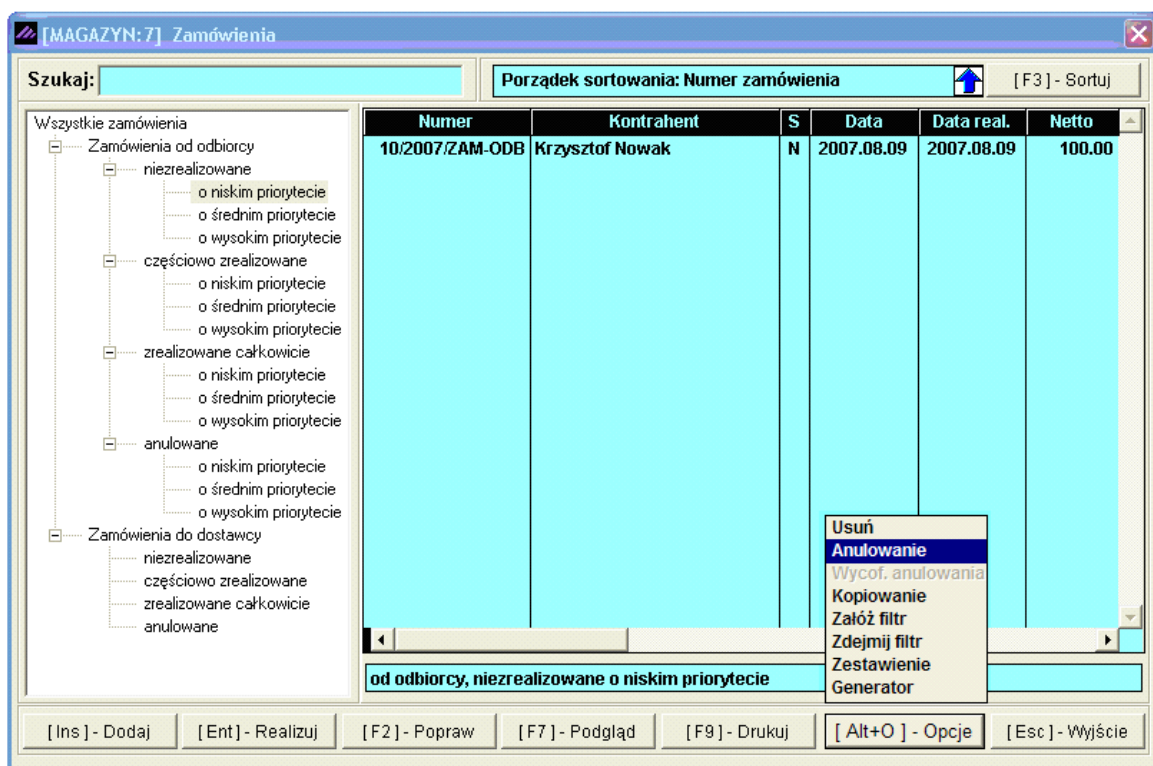 [MAGAZYN:7] Zamówienia
Szukaj:
Porządek sortowania: Numer zamówienia
[F3] - Sortuj
Wszystkie zamówienia
Zamówienia od odbiorcy
niezrealizowane
o niskim priorytecie
o średnim priorytecie
o wysokim priorytecie
częściowo zrealizowane
o niskim priorytecie
o średnim priorytecie
o wysokim priorytecie
zrealizowane całkowicie
o niskim priorytecie
o średnim priorytecie
o wysokim priorytecie
anulowane
o niskim priorytecie
o średnim priorytecie
o wysokim priorytecie
Zamówienia do dostawcy
niezrealizowane
częściowo zrealizowane
zrealizowane całkowicie
anulowane
Numer Kontrahent S Data Data real. Netto
10/2007/ZAM-ODB Krzysztof Nowak N 2007.08.09 2007.08.09 100.00
Usuń
Anulowanie
Wycof. anulowania
Kopiowanie
Załóż filtr
Zdejmij filtr
Zestawienie
Generator
od odbiorcy, niezrealizowane o niskim priorytecie
[Ins] - Dodaj [Ent] - Realizuj [F2] - Popraw [F7] - Podgląd [F9] - Drukuj [ Alt+O ] - Opcje [Esc] - Wyjście